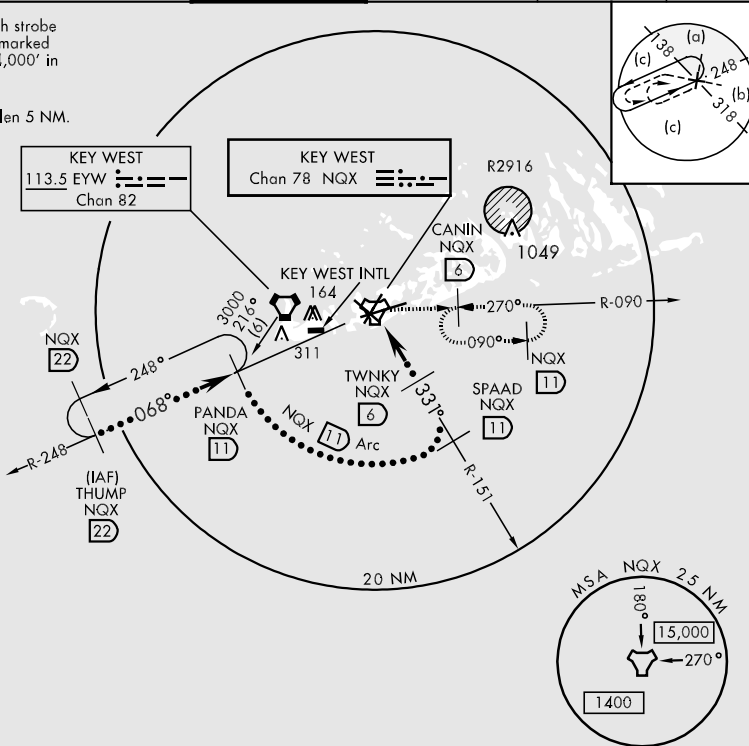 h strobe
marked
,000' in
len 5 NM.
138
(a)
(c)
248
(b)
318
(c)
KEY WEST
113.5 EYW
Chan 82
KEY WEST
Chan 78 NQX
R2916
1049
CANIN
NQX
6
KEY WEST INTL
164
311
3000
216°
(6)
270°
R-090
090°
NQX
11
NQX
22
248°
068°
R-248
(IAF)
THUMP
NQX
22
PANDA
NQX
11
NQX 11 Arc
TWNKY
NQX
6
331°
SPAAD
NQX
11
R-151
20 NM
MSA NQX 25 NM
180°
15,000
270°
1400